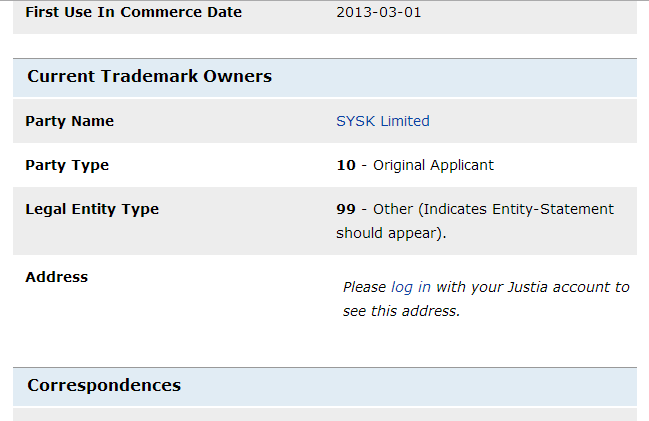 First Use In Commerce Date 2013-03-01
Current Trademark Owners
Party Name SYSK Limited
Party Type 10 - Original Applicant
Legal Entity Type 99 - Other (Indicates Entity-Statement
should appear).
Address Please log in with your Justia account to
see this address.
Correspondences